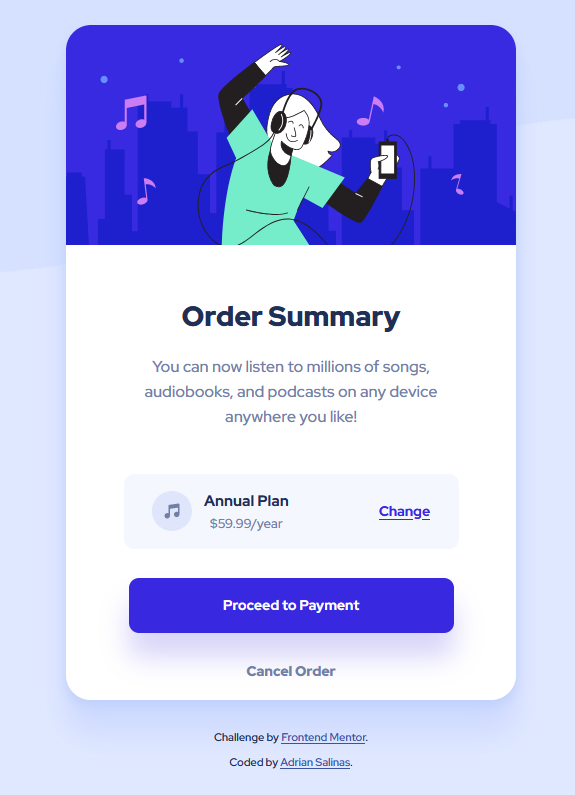 Order Summary
You can now listen to millions of songs,
audiobooks, and podcasts on any device
anywhere you like!
Annual Plan
$59.99/year
Change
Proceed to Payment
Cancel Order
Challenge by Frontend Mentor.
Coded by Adrian Salinas.